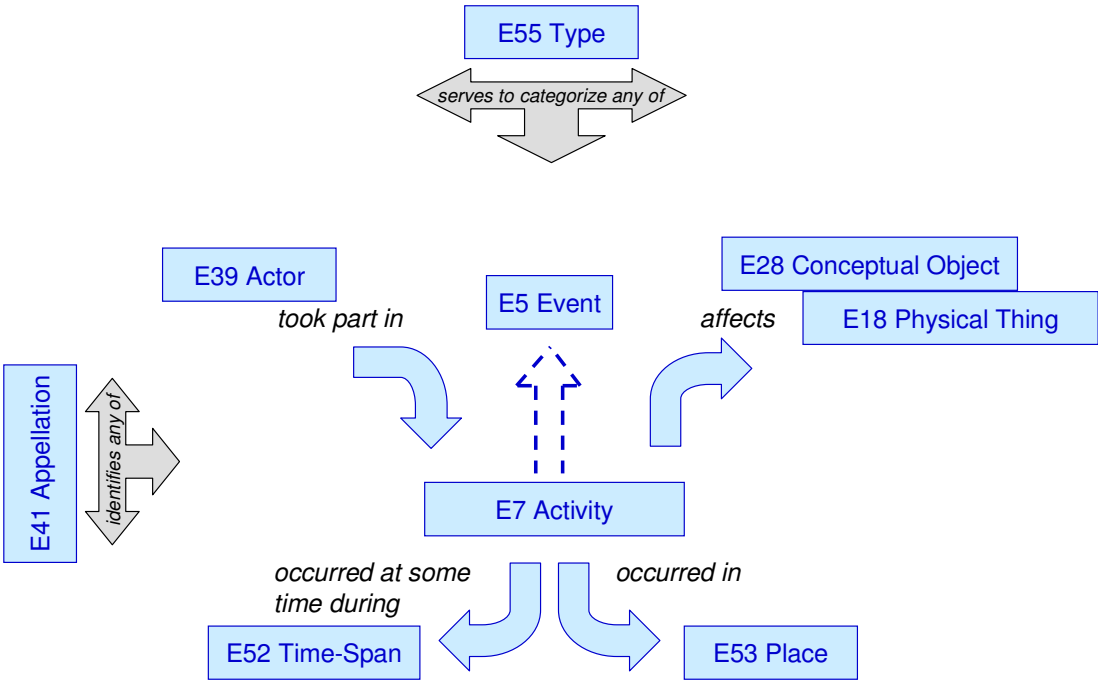 E55 Type
serves to categorize any of
E39 Actor
took part in
E5 Event
affects
E28 Conceptual Object
E18 Physical Thing
E41 Appellation
identifies any of
E7 Activity
occurred at some
time during
occurred in
E52 Time-Span
E53 Place